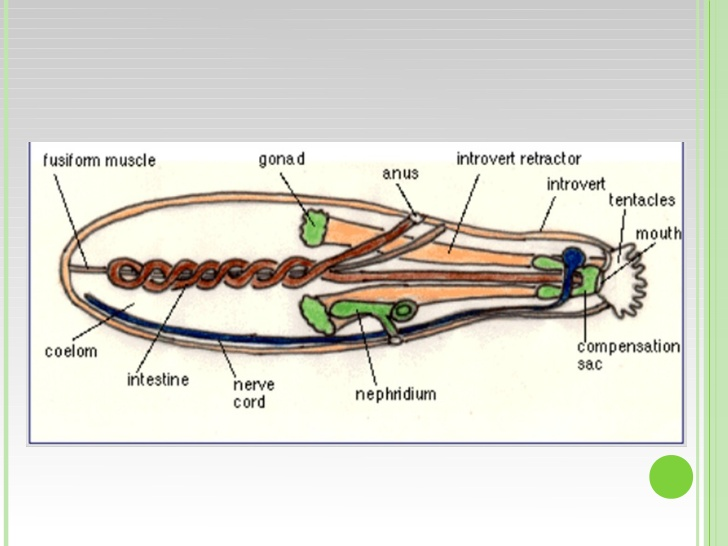 fusiform muscle
gonad
anus
introvert retractor
introvert
tentacles
mouth
coelom
intestine
nerve
cord
nephridium
compensation
sac